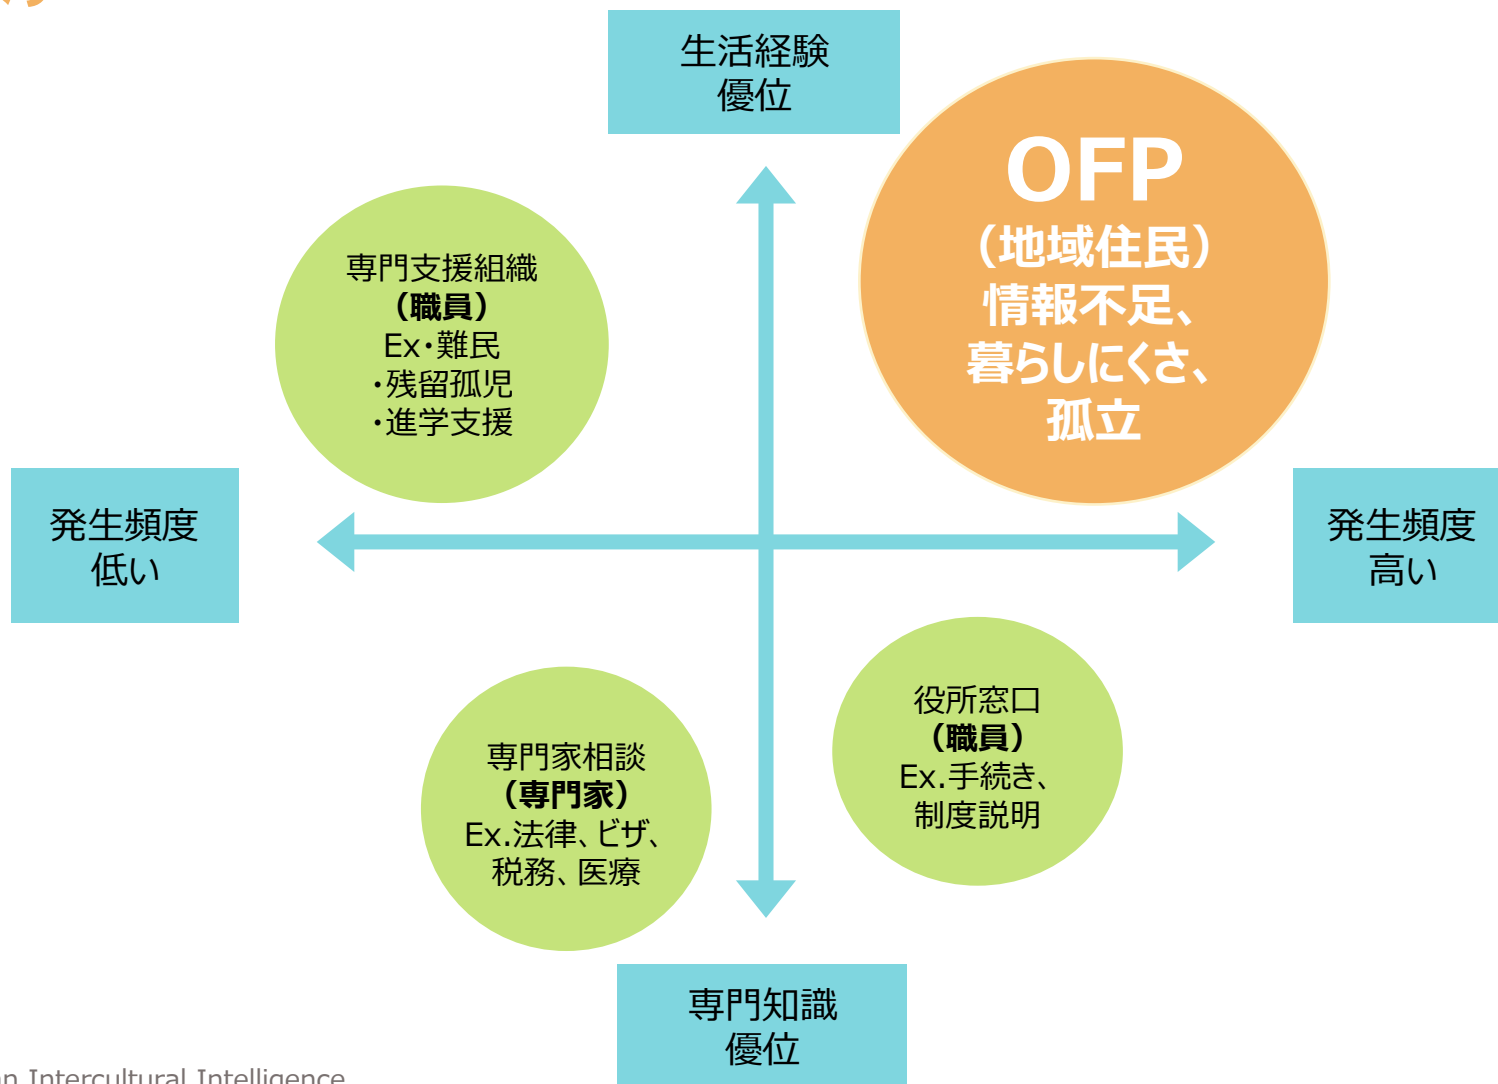 生活経験
優位
OFP
（地域住民）
情報不足、
暮らしにくさ、
孤立
専門支援組織
（職員）
Ex・難民
・残留孤児
・進学支援
発生頻度
低い
発生頻度
高い
役所窓口
（職員）
Ex.手続き、
制度説明
専門家相談
（専門家）
Ex.法律、ビザ、
税務、医療
専門知識
優位
Intercultural Intelligence